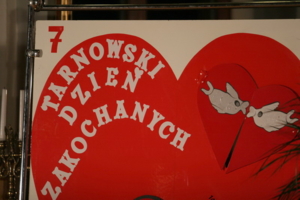 7
TARNOWSKI
DZIEŃ
ZAKOCHANYCH